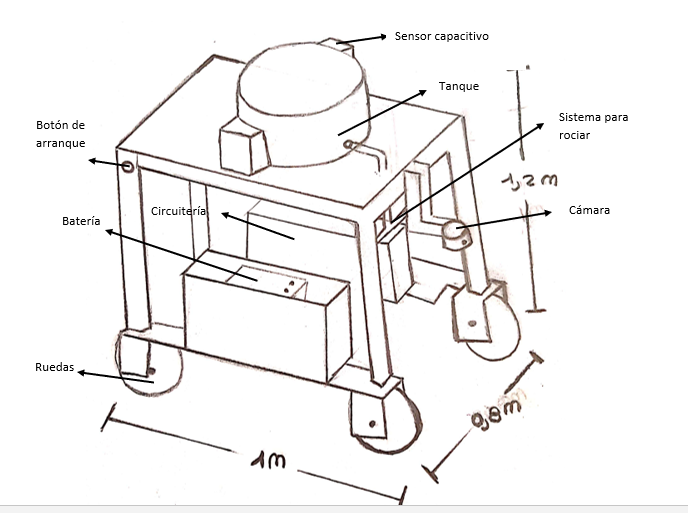 Sensor capacitivo
Tanque
Sistema para
rociar
Botón de
arranque
1,2 m
Circuitería
Cámara
Batería
Ruedas
0,8m
1m